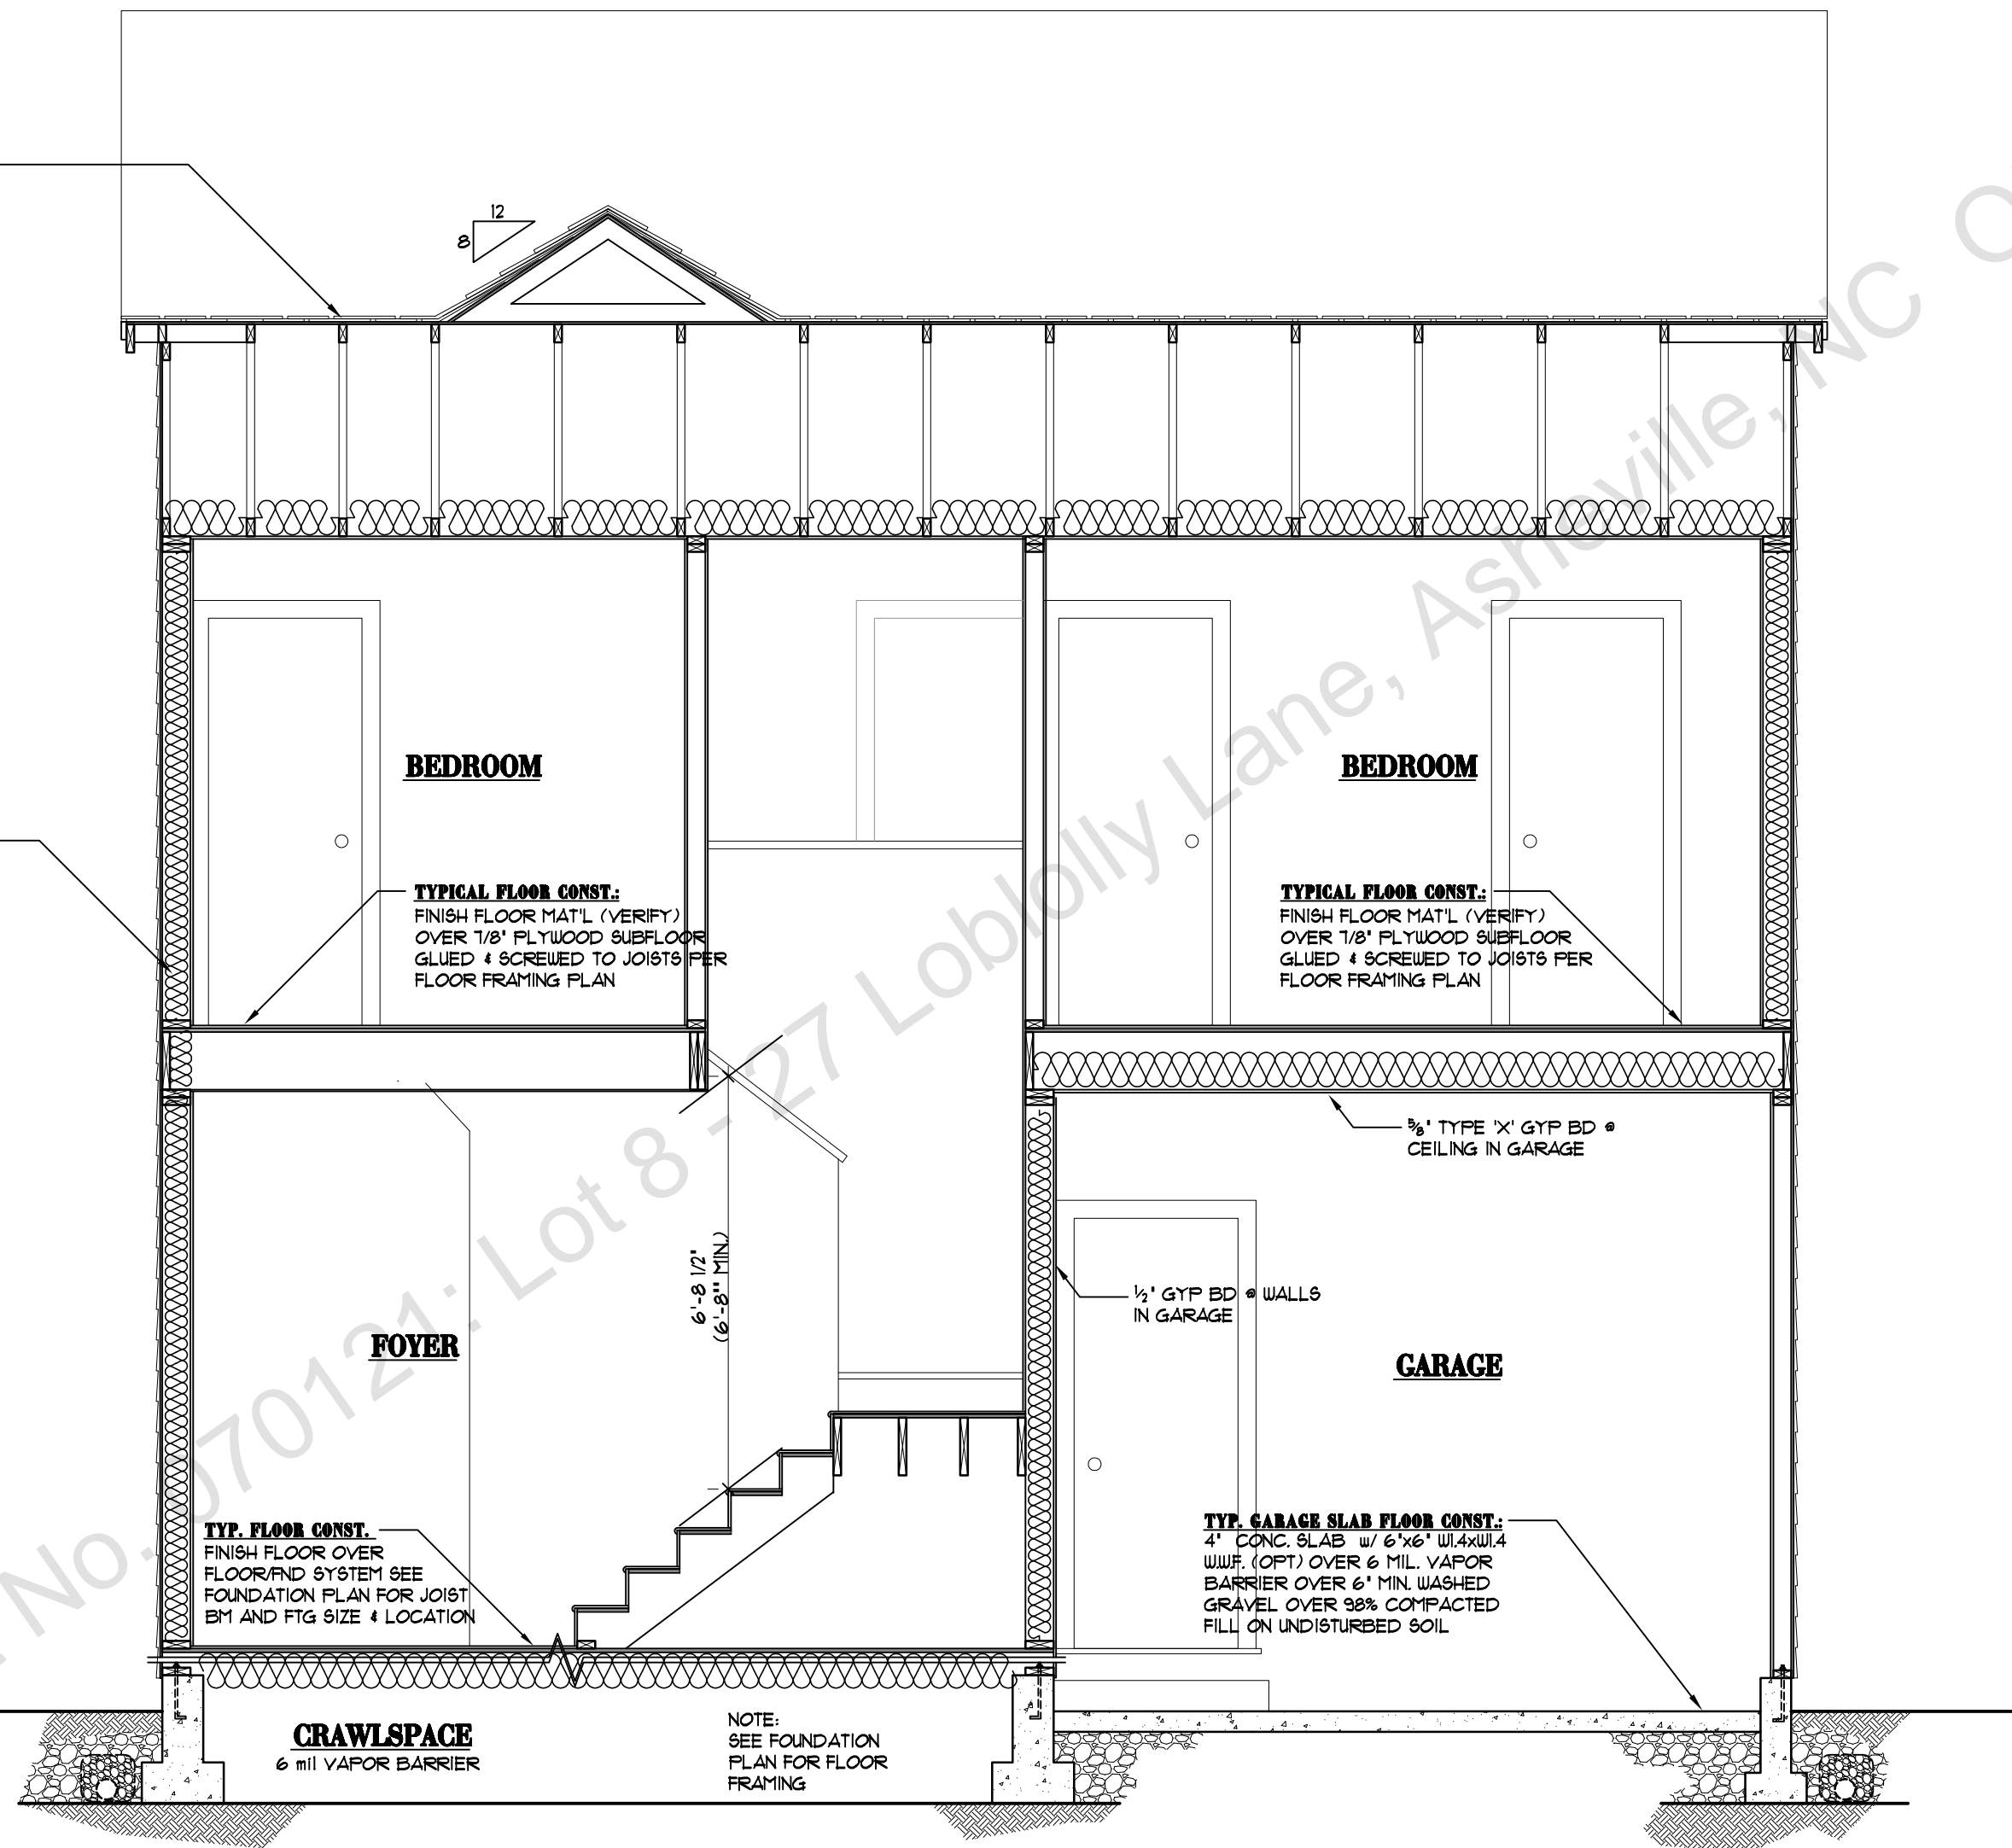 12
8
BEDROOM
BEDROOM
TYPICAL FLOOR CONST.:
FINISH FLOOR MAT'L (VERIFY)
OVER 7/8" PLYWOOD SUBFLOOR
GLUED & SCREWED TO JOISTS PER
FLOOR FRAMING PLAN
TYPICAL FLOOR CONST.:
FINISH FLOOR MAT'L (VERIFY)
OVER 7/8" PLYWOOD SUBFLOOR
GLUED & SCREWED TO JOISTS PER
FLOOR FRAMING PLAN
5/8" TYPE 'X' GYP BD @
CEILING IN GARAGE
6'-8 1/2"
(6'-8"" MIN.)
1/2" GYP BD @ WALLS
IN GARAGE
FOYER
GARAGE
TYP. FLOOR CONST.
FINISH FLOOR OVER
FLOOR/FND SYSTEM SEE
FOUNDATION PLAN FOR JOIST
BM AND FTG SIZE & LOCATION
TYP. GARAGE SLAB FLOOR CONST.:
4" CONC. SLAB w/ 6"x6" W1.4xW1.4
W.W.F. (OPT) OVER 6 MIL. VAPOR
BARRIER OVER 6" MIN. WASHED
GRAVEL OVER 98% COMPACTED
FILL ON UNDISTURBED SOIL
CRAWLSPACE
6 mil VAPOR BARRIER
NOTE:
SEE FOUNDATION
PLAN FOR FLOOR
FRAMING
No. 070121: Lot 8 - 27 Loblolly Lane, Asheville, NC